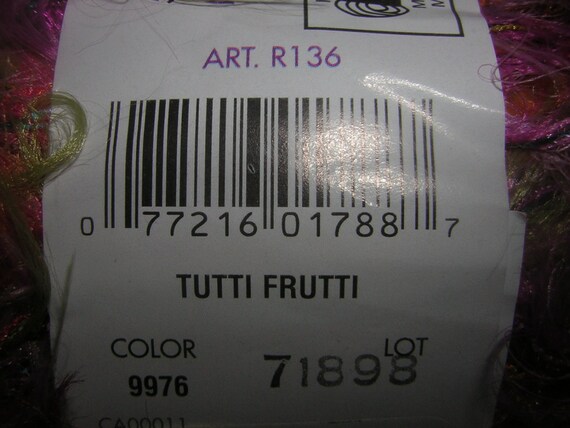 ART. R136
0 77216 01788 7
TUTTI FRUTTI
COLOR LOT
9976 71898
CA00011